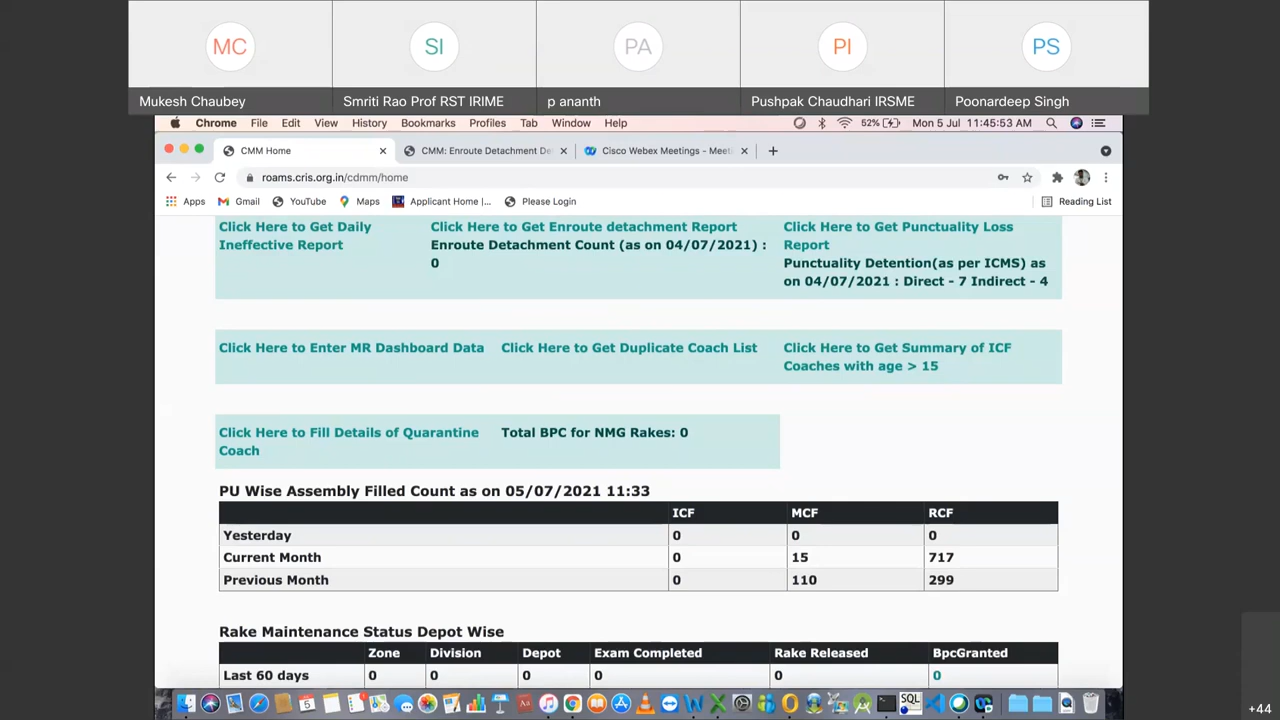 MC
SI
PA
PI
PS
Mukesh Chaubey
Smriti Rao Prof RST IRIME
p ananth
Pushpak Chaudhari IRSME
Poonardeep Singh
Chrome File Edit View History Bookmarks Profiles Tab Window Help
52% Mon 5 Jul 11:45:53 AM
CMM Home
CMM: Enroute Detachment De
Cisco Webex Meetings - Meet
roams.cris.org.in/cdmm/home
Apps Gmail YouTube Maps Applicant Home |... Please Login Reading List
Click Here to Get Daily
Ineffective Report
Click Here to Get Enroute detachment Report
Enroute Detachment Count (as on 04/07/2021) :
0
Click Here to Get Punctuality Loss
Report
Punctuality Detention(as per ICMS) as
on 04/07/2021 : Direct - 7 Indirect - 4
Click Here to Enter MR Dashboard Data
Click Here to Get Duplicate Coach List
Click Here to Get Summary of ICF
Coaches with age > 15
Click Here to Fill Details of Quarantine
Coach
Total BPC for NMG Rakes: 0
PU Wise Assembly Filled Count as on 05/07/2021 11:33
ICF MCF RCF
Yesterday 0 0 0
Current Month 0 15 717
Previous Month 0 110 299
Rake Maintenance Status Depot Wise
Zone Division Depot Exam Completed Rake Released BpcGranted
Last 60 days 0 0 0 0 0 0
SQL
+44